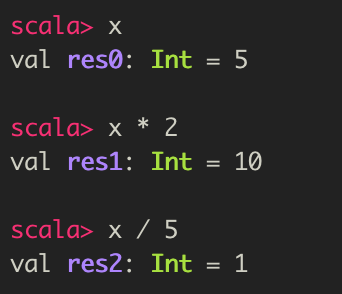 scala> x
val res0: Int = 5
scala> x * 2
val res1: Int = 10
scala> x / 5
val res2: Int = 1